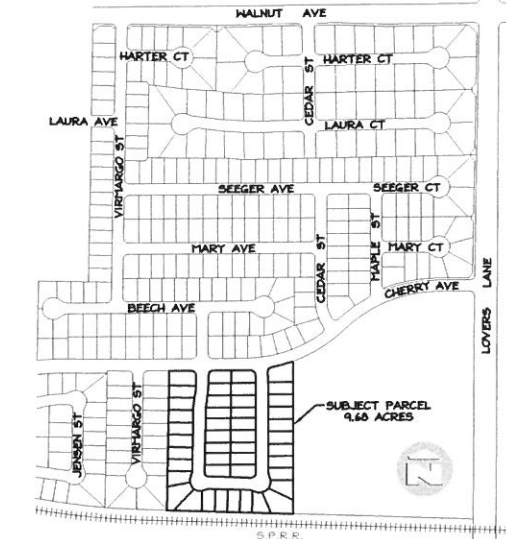 WALNUT AVE
HARTER CT
HARTER CT
CEDAR ST
LAURA AVE
LAURA CT
VIRMARGO ST
SEEGER AVE
SEEGER CT
MARY AVE
CEDAR ST
MAPLE ST
MARY CT
CHERRY AVE
LOVERS LANE
BEECH AVE
JENSEN ST
VIRMARGO ST
SUBJECT PARCEL
9.68 ACRES
S.P.R.R.